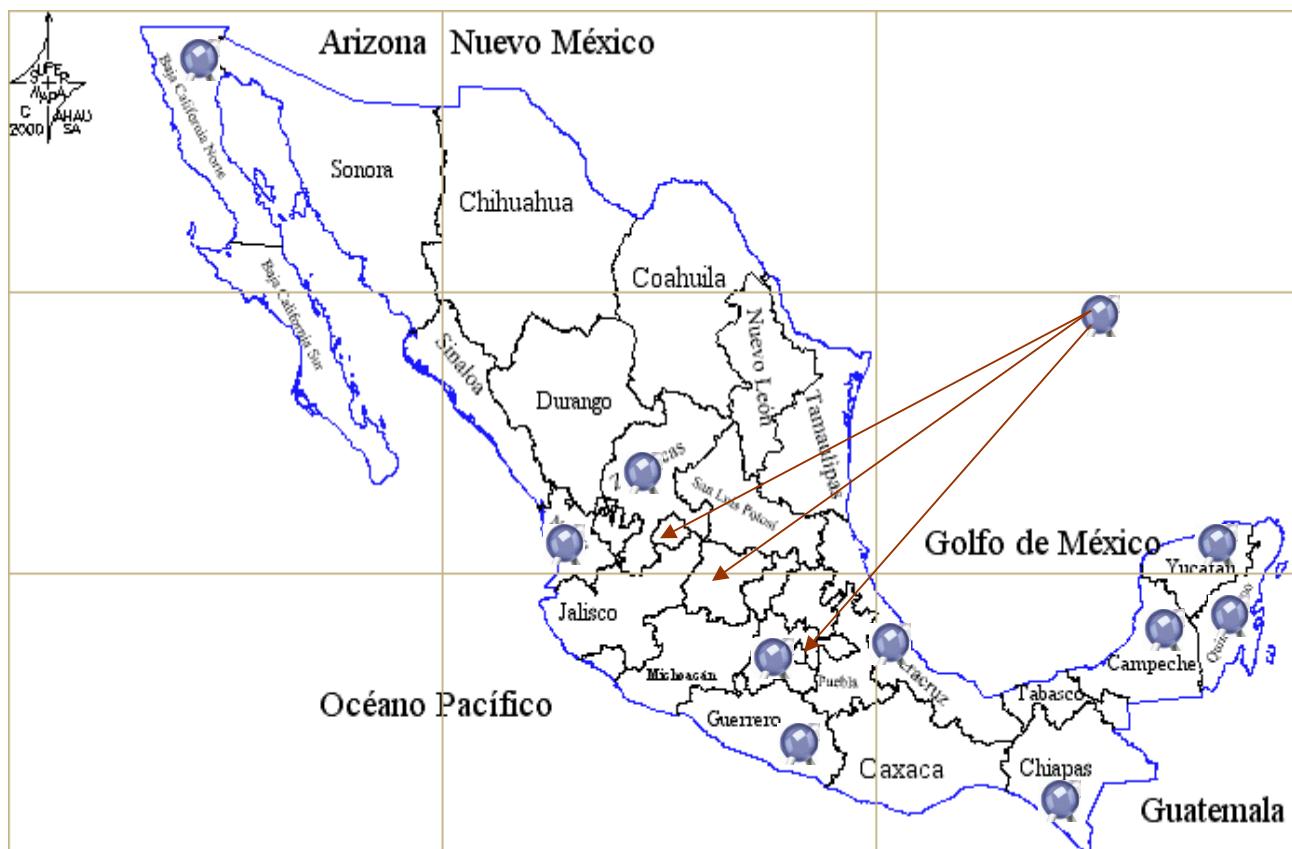 Arizona
Nuevo México
SUPER
MAPA
C AHAU
2000 SA
Baja California Norte
Sonora
Chihuahua
Coahuila
Baja California Sur
Sinaloa
Nuevo León
Durango
Tamaulipas
San Luis Potosí
Golfo de México
Yucatán
Jalisco
Michoacán
Puebla
Campeche
Tabasco
Océano Pacífico
Guerrero
Oaxaca
Chiapas
Guatemala